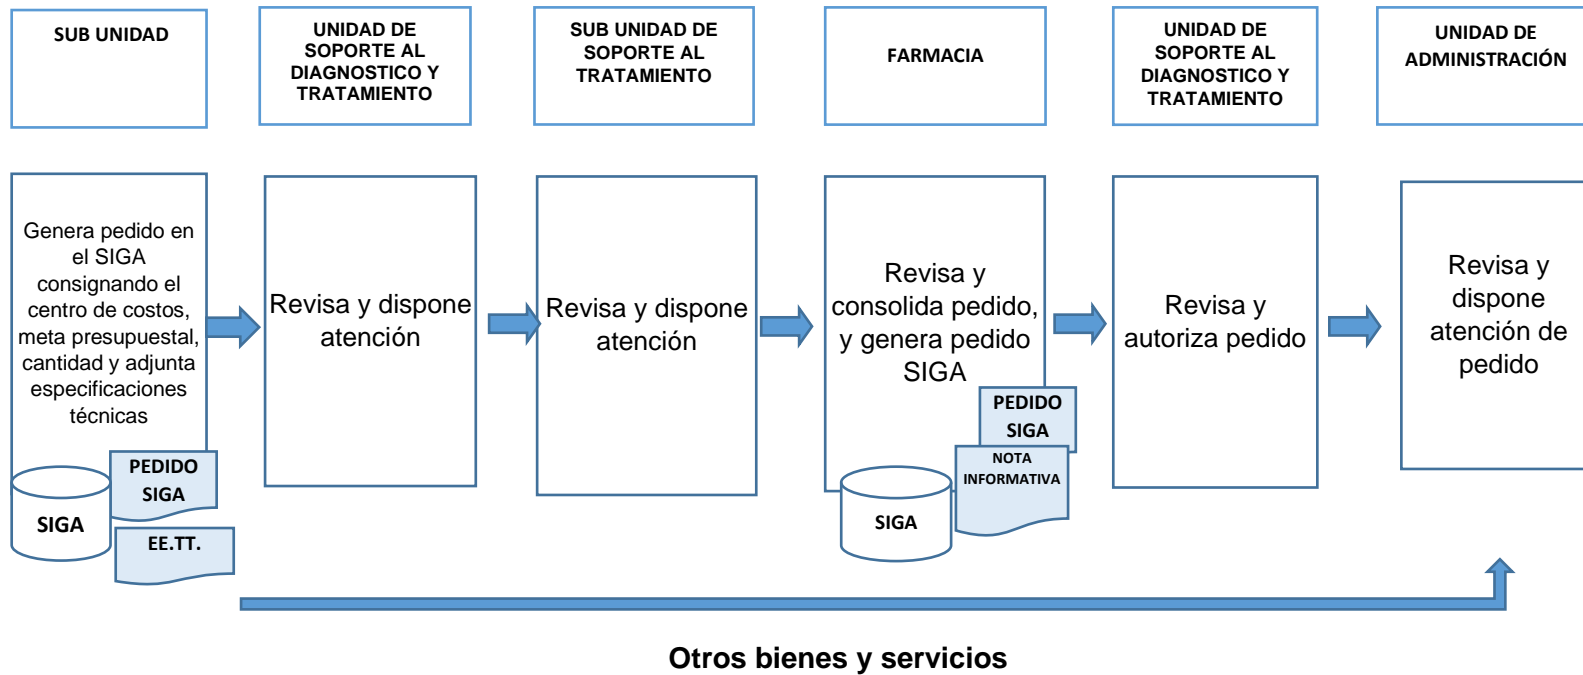 SUB UNIDAD
UNIDAD DE
SOPORTE AL
DIAGNOSTICO Y
TRATAMIENTO
SUB UNIDAD DE
SOPORTE AL
TRATAMIENTO
FARMACIA
UNIDAD DE
SOPORTE AL
DIAGNOSTICO Y
TRATAMIENTO
UNIDAD DE
ADMINISTRACIÓN
Genera pedido en
el SIGA
consignando el
centro de costos,
meta presupuestal,
cantidad y adjunta
especificaciones
técnicas
PEDIDO
SIGA
SIGA
EE.TT.
Revisa y dispone
atención
Revisa y dispone
atención
Revisa y
consolida pedido,
y genera pedido
SIGA
PEDIDO
SIGA
NOTA
INFORMATIVA
SIGA
Revisa y
autoriza pedido
Revisa y
dispone
atención de
pedido
Otros bienes y servicios